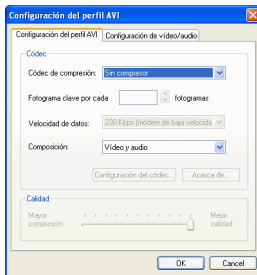 Configuración del perfil AVI
Configuración del perfil AVI
Configuración de vídeo/audio
Códec
Códec de compresión:
Sin compresor
Fotograma clave por cada
fotogramas
Velocidad de datos:
230 Kbps (módem de baja velocida
Composición:
Vídeo y audio
Configuración del códec...
Acerca de...
Calidad
Mayor
compresión
Mejor
calidad
OK
Cancel